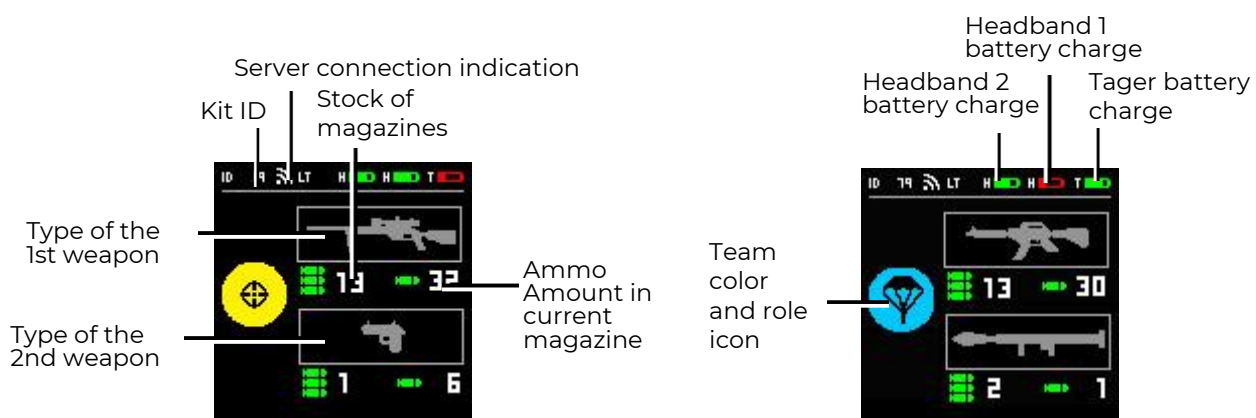 Headband 1
battery charge
Server connection indication
Headband 2
battery charge
Tager battery
charge
Kit ID
Stock of
magazines
ID 79 LT H H T
ID 79 LT H H T
Type of the
1st weapon
13 32
Ammo
Amount in
current
magazine
Team
color
and role
icon
13 30
Type of the
2nd weapon
1 6
2 1